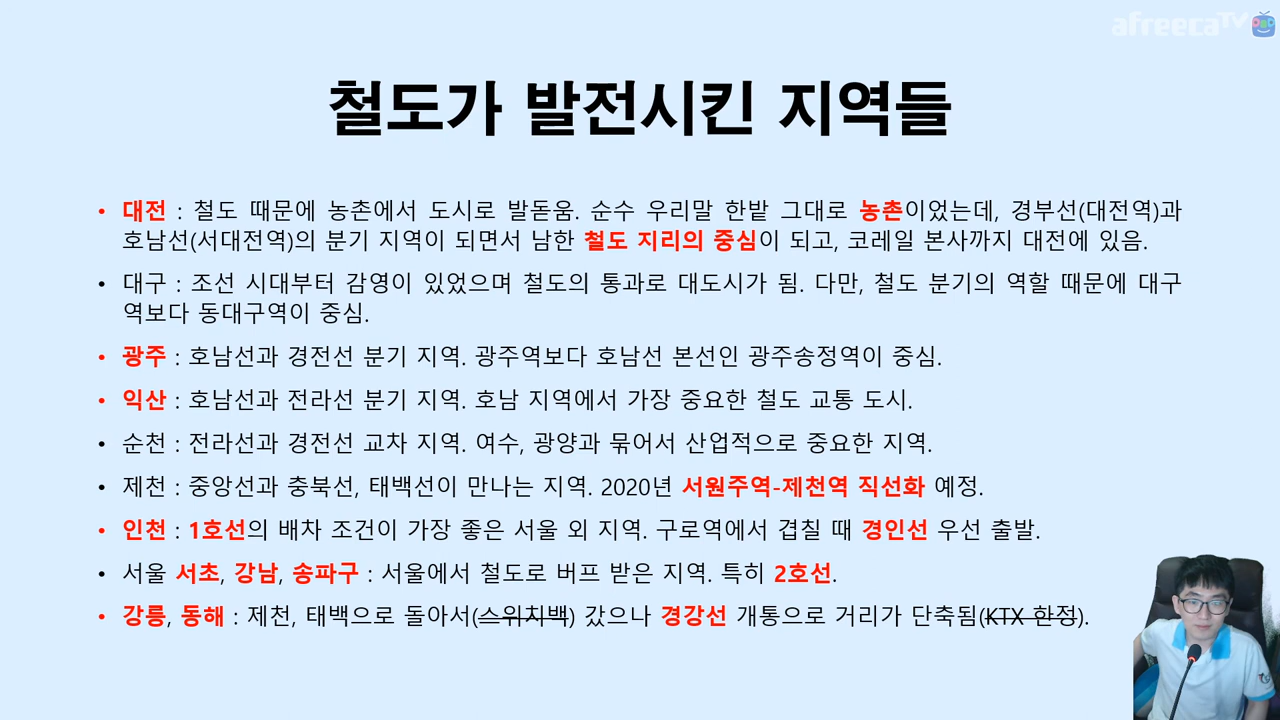 afreecaTV
철도가 발전시킨 지역들
• 대전 : 철도 때문에 농촌에서 도시로 발돋움. 순수 우리말 한밭 그대로 농촌이었는데, 경부선(대전역)과
호남선(서대전역)의 분기 지역이 되면서 남한 철도 지리의 중심이 되고, 코레일 본사까지 대전에 있음.
• 대구 : 조선 시대부터 감영이 있었으며 철도의 통과로 대도시가 됨. 다만, 철도 분기의 역할 때문에 대구
역보다 동대구역이 중심.
• 광주 : 호남선과 경전선 분기 지역. 광주역보다 호남선 본선인 광주송정역이 중심.
• 익산 : 호남선과 전라선 분기 지역. 호남 지역에서 가장 중요한 철도 교통 도시.
• 순천 : 전라선과 경전선 교차 지역. 여수, 광양과 묶어서 산업적으로 중요한 지역.
• 제천 : 중앙선과 충북선, 태백선이 만나는 지역. 2020년 서원주역-제천역 직선화 예정.
• 인천 : 1호선의 배차 조건이 가장 좋은 서울 외 지역. 구로역에서 겹칠 때 경인선 우선 출발.
• 서울 서초, 강남, 송파구 : 서울에서 철도로 버프 받은 지역. 특히 2호선.
• 강릉, 동해 : 제천, 태백으로 돌아서(스위치백) 갔으나 경강선 개통으로 거리가 단축됨(KTX 한정).